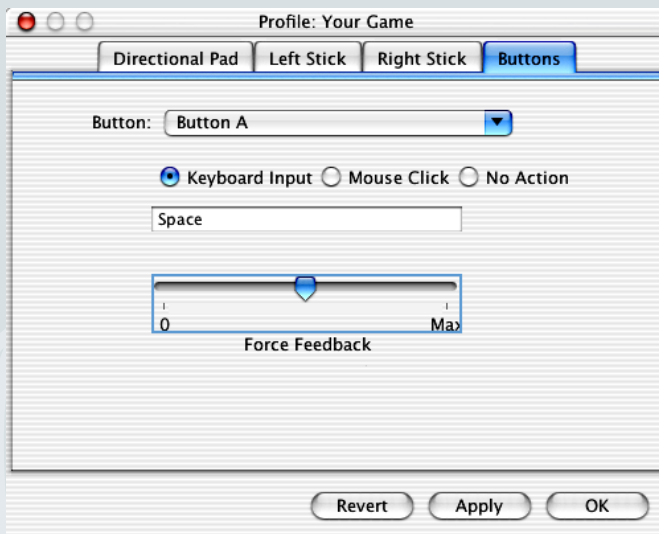 Profile: Your Game
Directional Pad Left Stick Right Stick Buttons
Button: Button A
Keyboard Input Mouse Click No Action
Space
0 Max
Force Feedback
Revert Apply OK